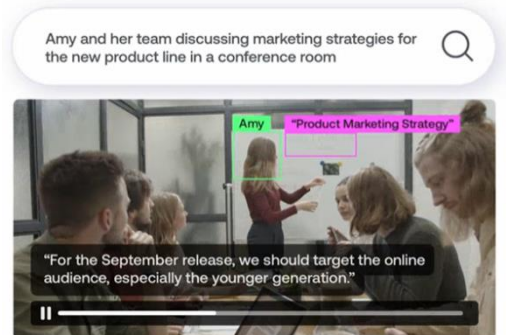 Amy and her team discussing marketing strategies for
the new product line in a conference room
Amy
“Product Marketing Strategy”
“For the September release, we should target the online
audience, especially the younger generation.”